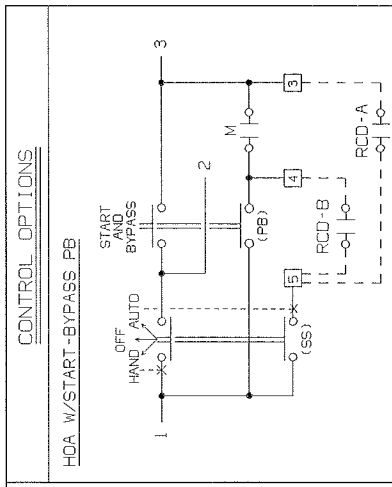 CONTROL OPTIONS
HOA W/START-BYPASS PB
START
AND
BYPASS
OFF
HAND
AUTO
1
2
3
(PB)
M
(SS)
5
4
3
RCD-B
RCD-A